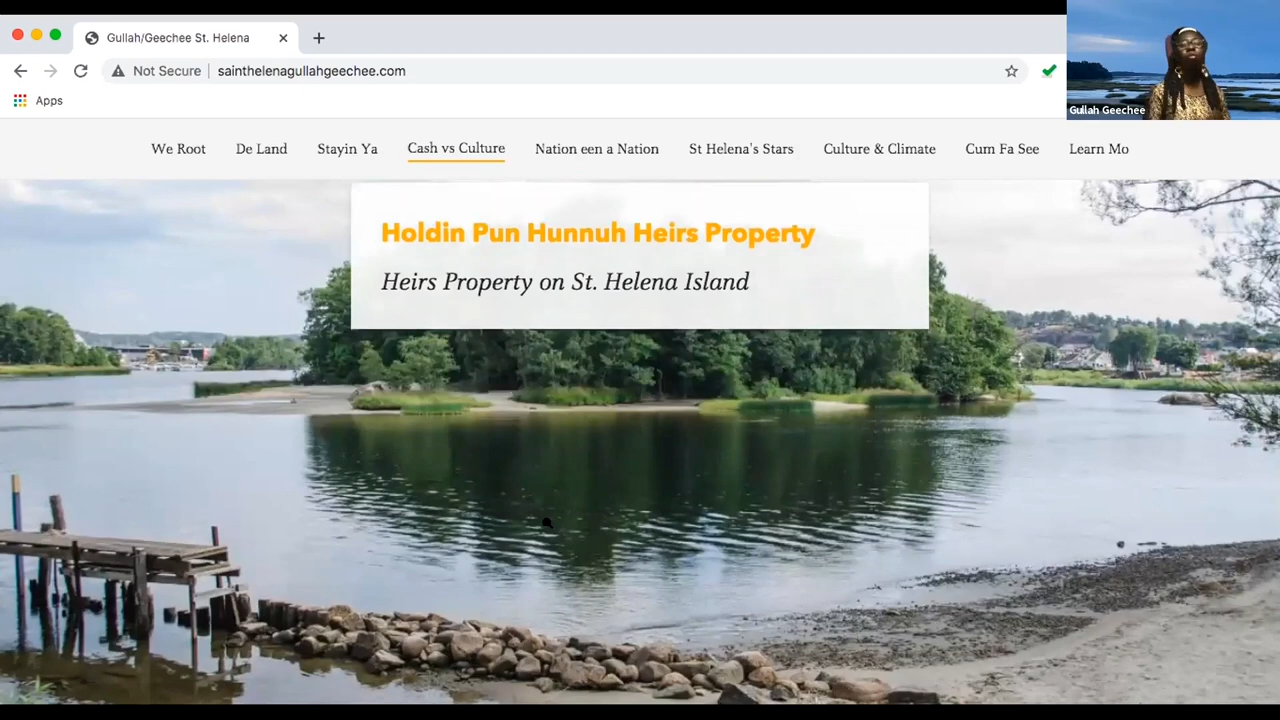 Gullah/Geechee St. Helena
Not Secure
sainthelenagullahgeechee.com
Apps
Gullah Geechee
We Root
De Land
Stayin Ya
Cash vs Culture
Nation een a Nation
St Helena's Stars
Culture & Climate
Cum Fa See
Learn Mo
Holdin Pun Hunnuh Heirs Property
Heirs Property on St. Helena Island